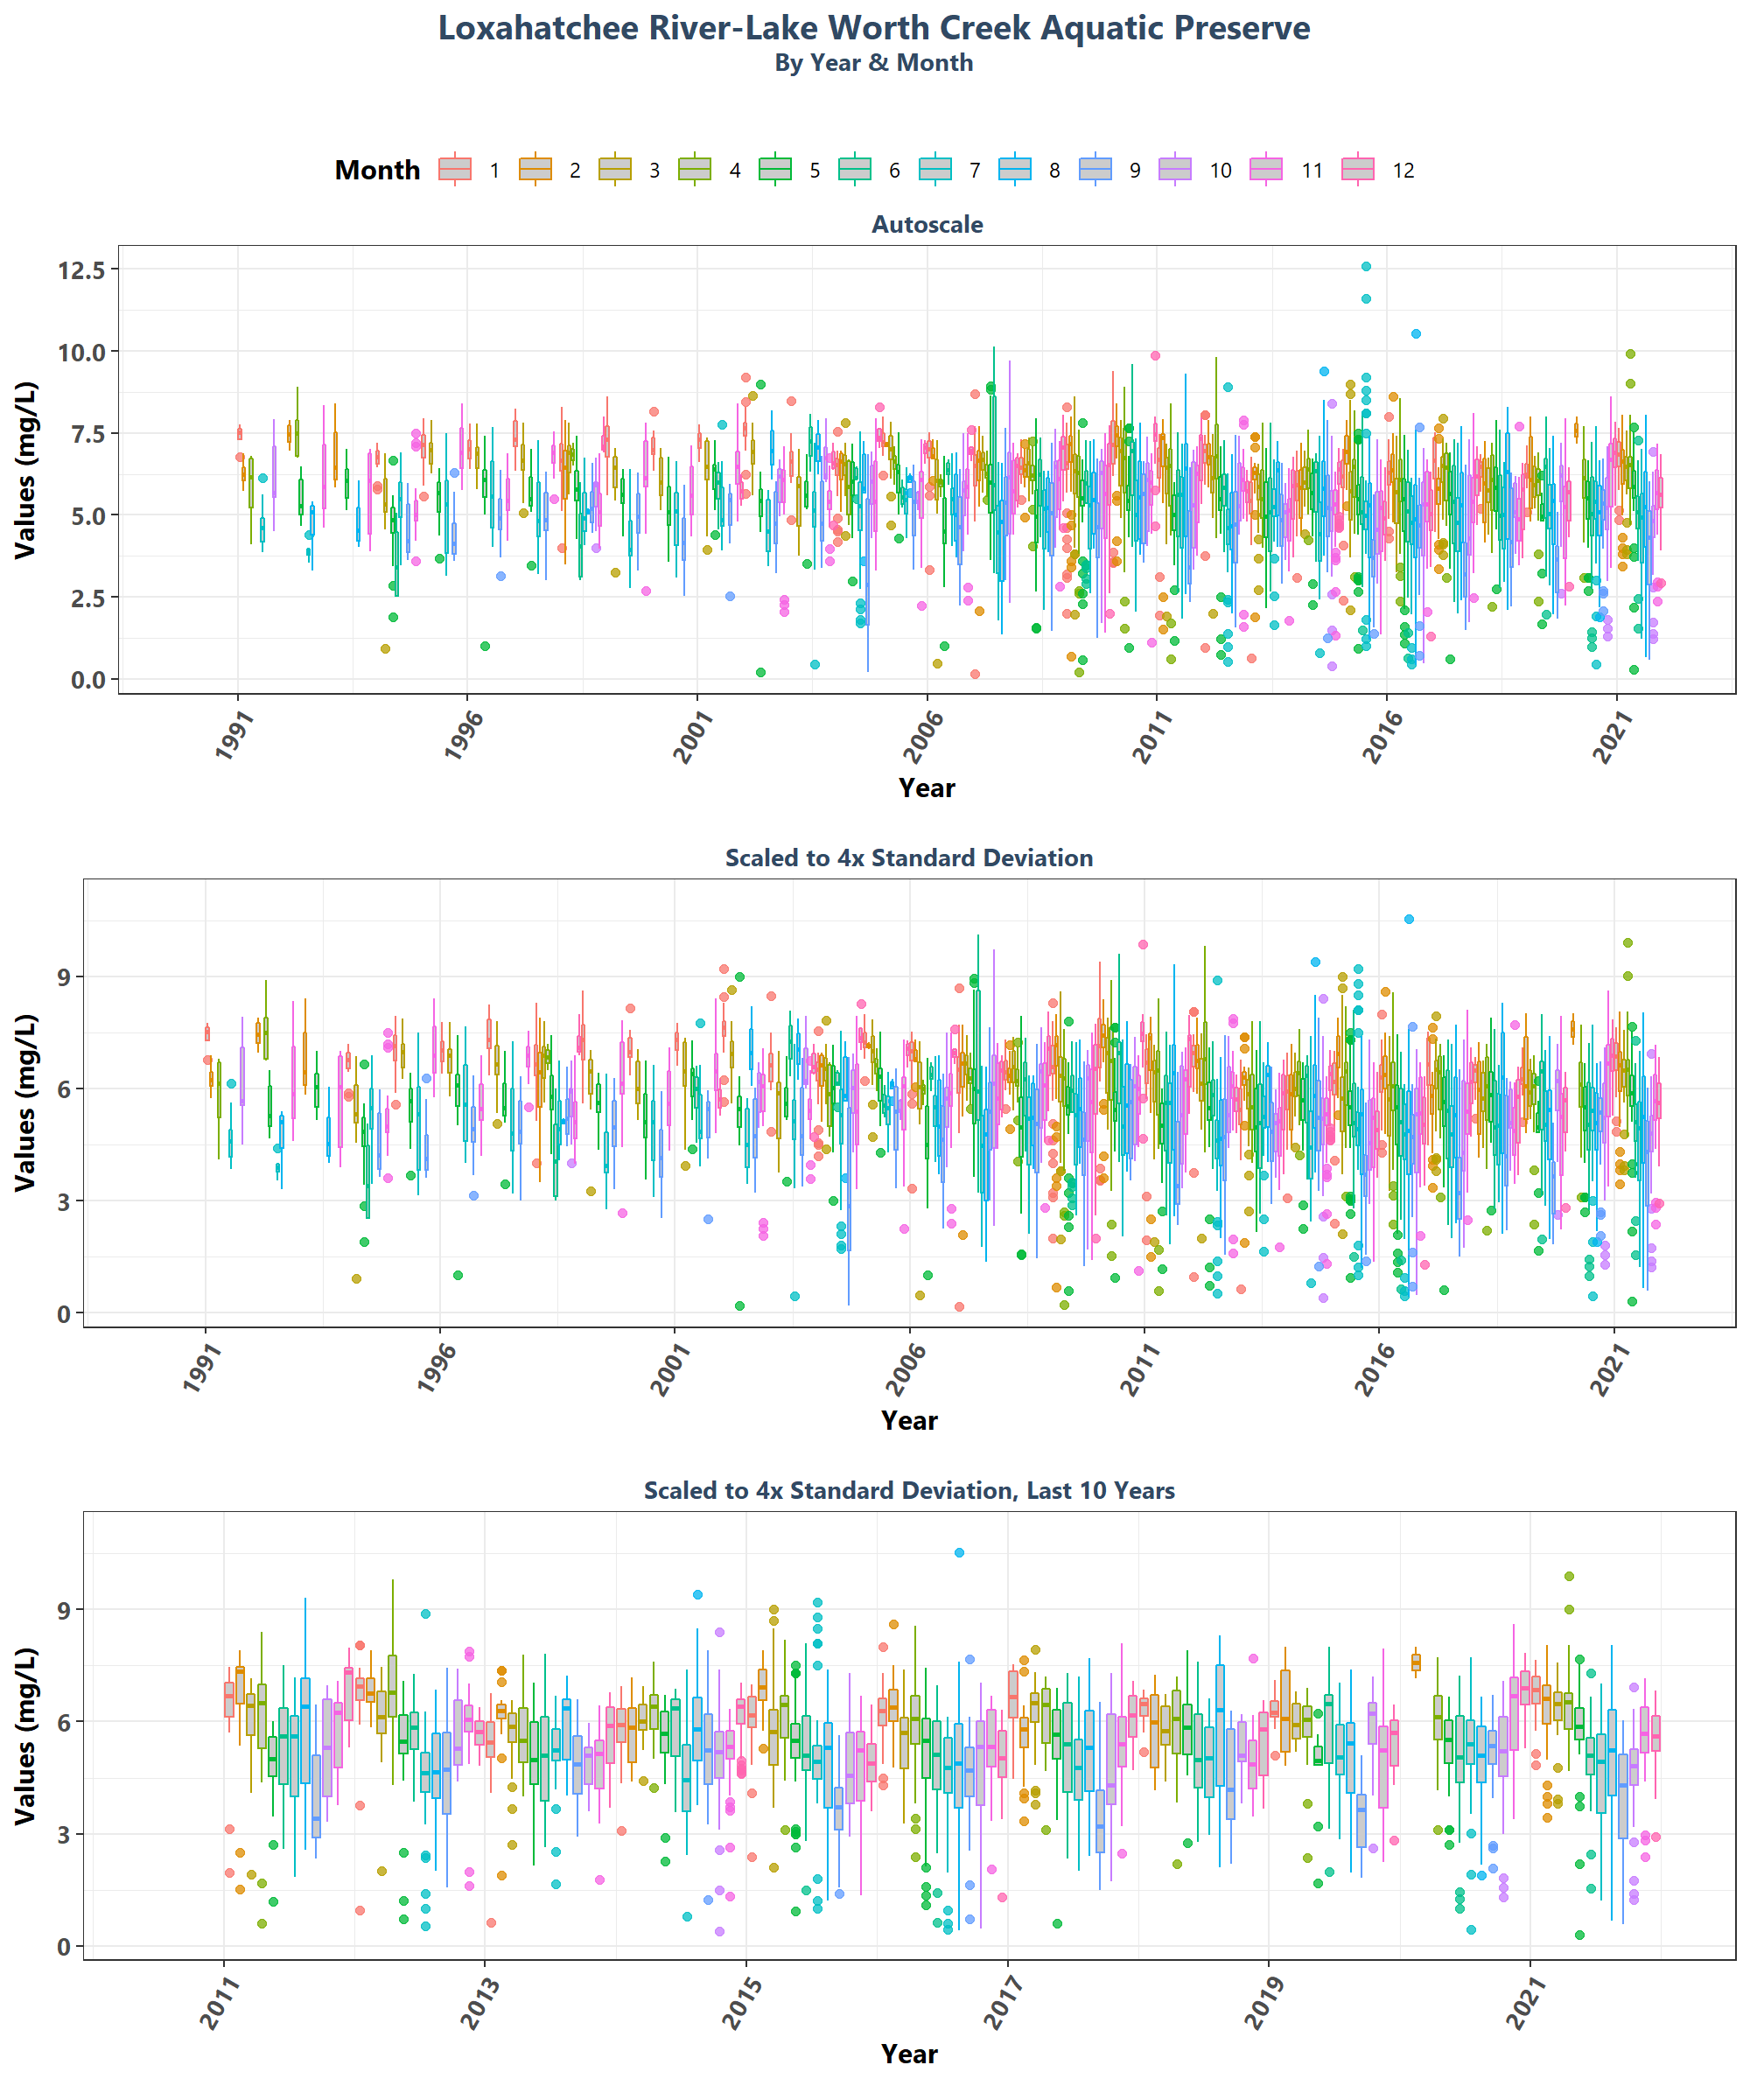 Loxahatchee River-Lake Worth Creek Aquatic Preserve
By Year & Month
Month 1 2 3 4 5 6 7 8 9 10 11 12
Autoscale
Values (mg/L)
12.5
10.0
7.5
5.0
2.5
0.0
1991 1996 2001 2006 2011 2016 2021
Year
Scaled to 4x Standard Deviation
Values (mg/L)
9
6
3
0
1991 1996 2001 2006 2011 2016 2021
Year
Scaled to 4x Standard Deviation, Last 10 Years
Values (mg/L)
9
6
3
0
2011 2013 2015 2017 2019 2021
Year